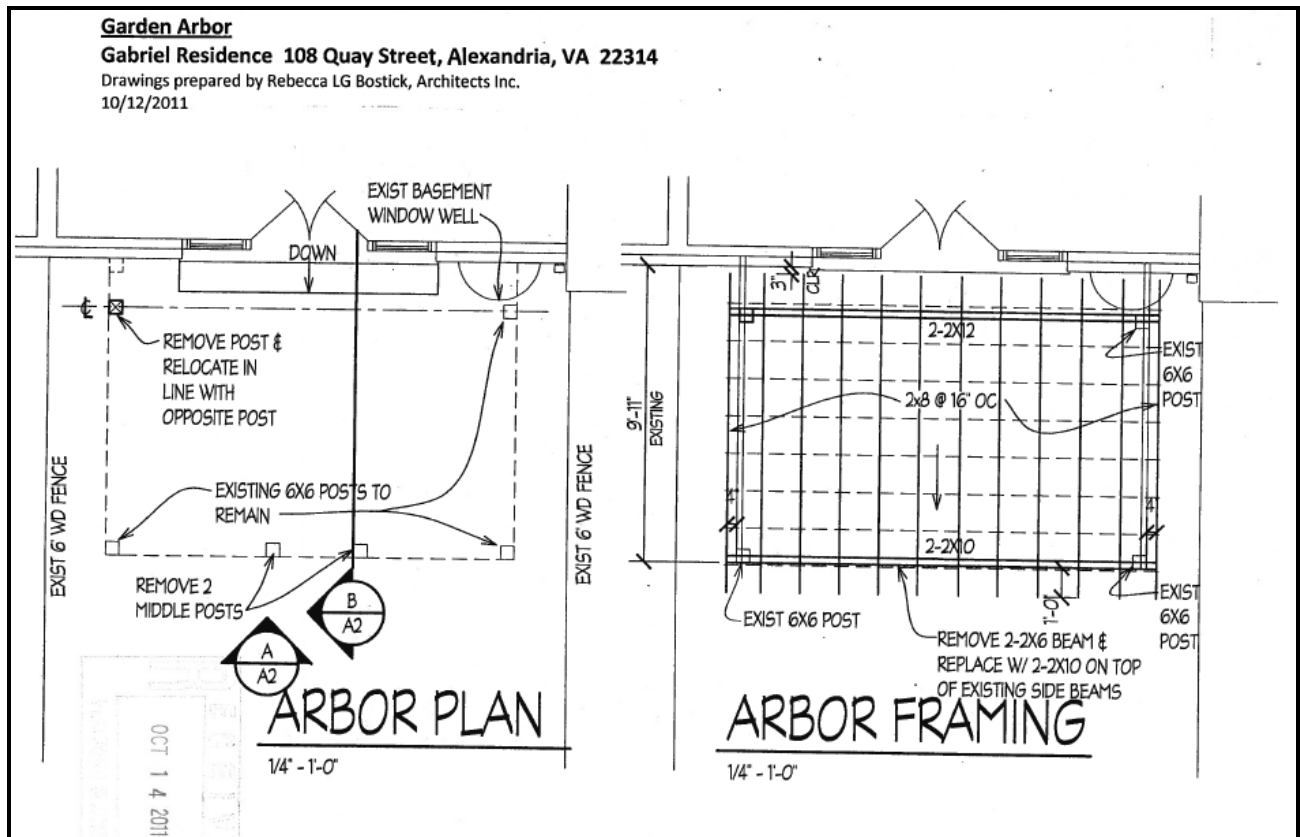 Garden Arbor
Gabriel Residence 108 Quay Street, Alexandria, VA 22314
Drawings prepared by Rebecca LG Bostick, Architects Inc.
10/12/2011
EXIST BASEMENT
WINDOW WELL
DOWN
℄
REMOVE POST &
RELOCATE IN
LINE WITH
OPPOSITE POST
EXIST 6' WD FENCE
EXISTING 6X6 POSTS TO
REMAIN
REMOVE 2
MIDDLE POSTS
B
A2
A
A2
EXIST 6' WD FENCE
ARBOR PLAN
1/4" - 1'-0"
OCT 14 2011
3"
CLR
2-2X12
EXIST
6X6
POST
9'-11"
EXISTING
2x8 @ 16" OC
4"
4"
2-2X10
EXIST 6X6 POST
1'-0"
EXIST
6X6
POST
REMOVE 2-2X6 BEAM &
REPLACE W/ 2-2X10 ON TOP
OF EXISTING SIDE BEAMS
ARBOR FRAMING
1/4" - 1'-0"